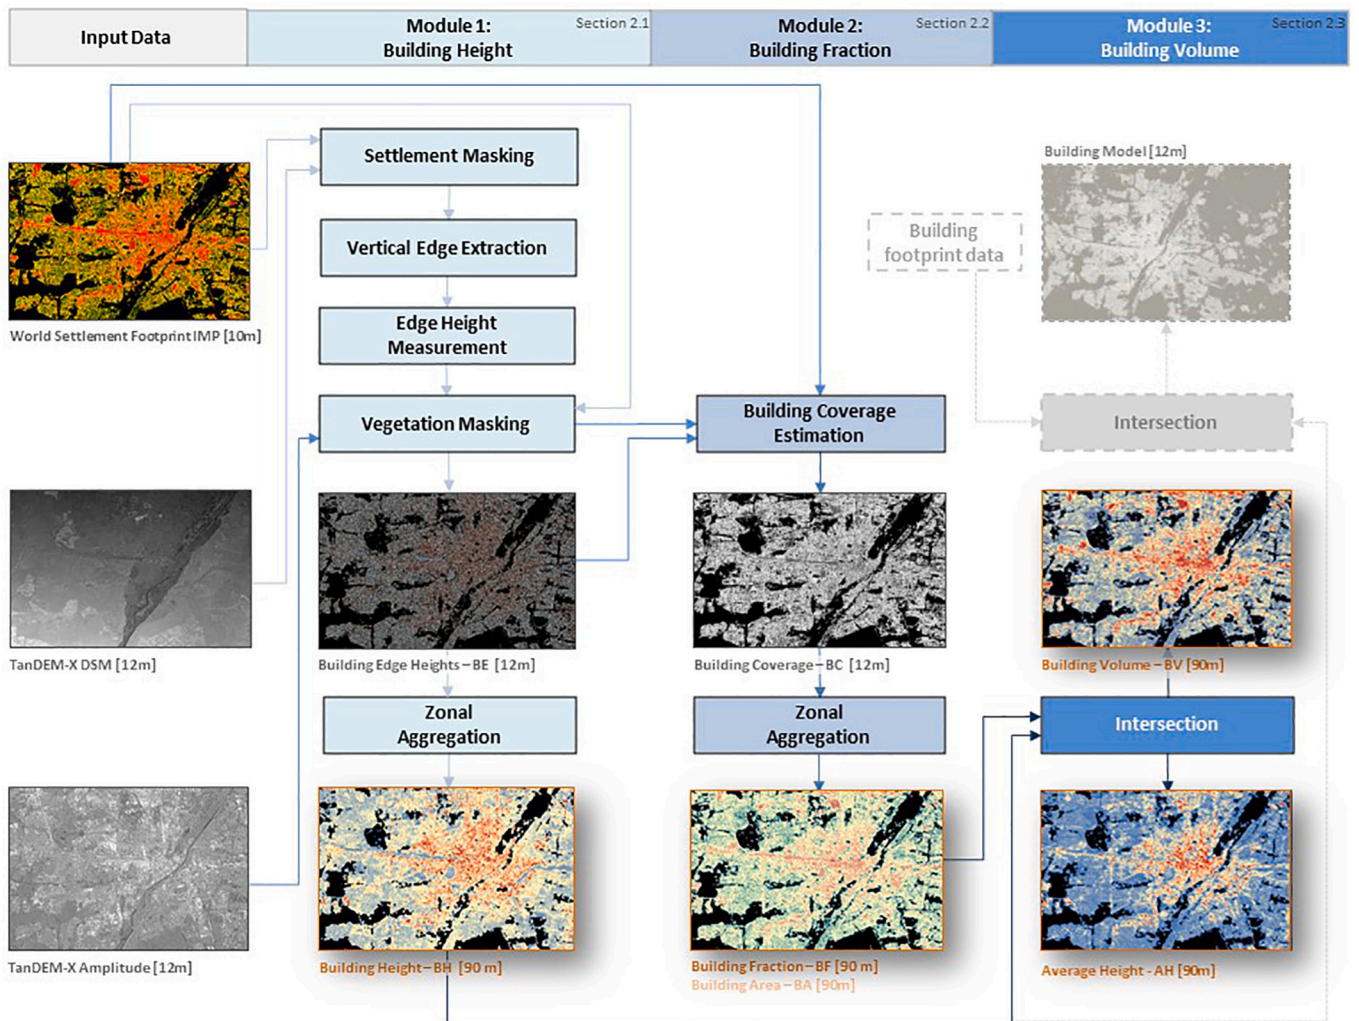 Input Data
Module 1:
Building Height
Section 2.1
Module 2:
Building Fraction
Section 2.2
Module 3:
Building Volume
Section 2.3
World Settlement Footprint IMP [10m]
TanDEM-X DSM [12m]
TanDEM-X Amplitude [12m]
Settlement Masking
Vertical Edge Extraction
Edge Height
Measurement
Vegetation Masking
Building Edge Heights – BE [12m]
Zonal
Aggregation
Building Height – BH [90 m]
Building Coverage
Estimation
Building Coverage – BC [12m]
Zonal
Aggregation
Building Fraction – BF [90 m]
Building Area – BA [90m]
Building
footprint data
Building Model [12m]
Intersection
Building Volume – BV [90m]
Intersection
Average Height - AH [90m]